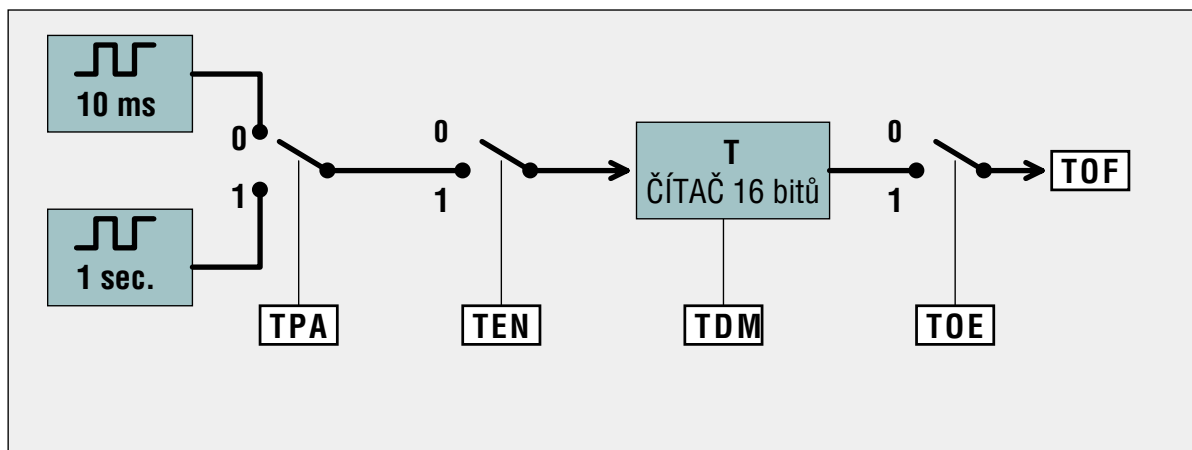 10 ms
0
1
1 sec.
TPA
0
1
TEN
T
ČÍTAČ 16 bitů
TDM
0
1
TOE
TOF